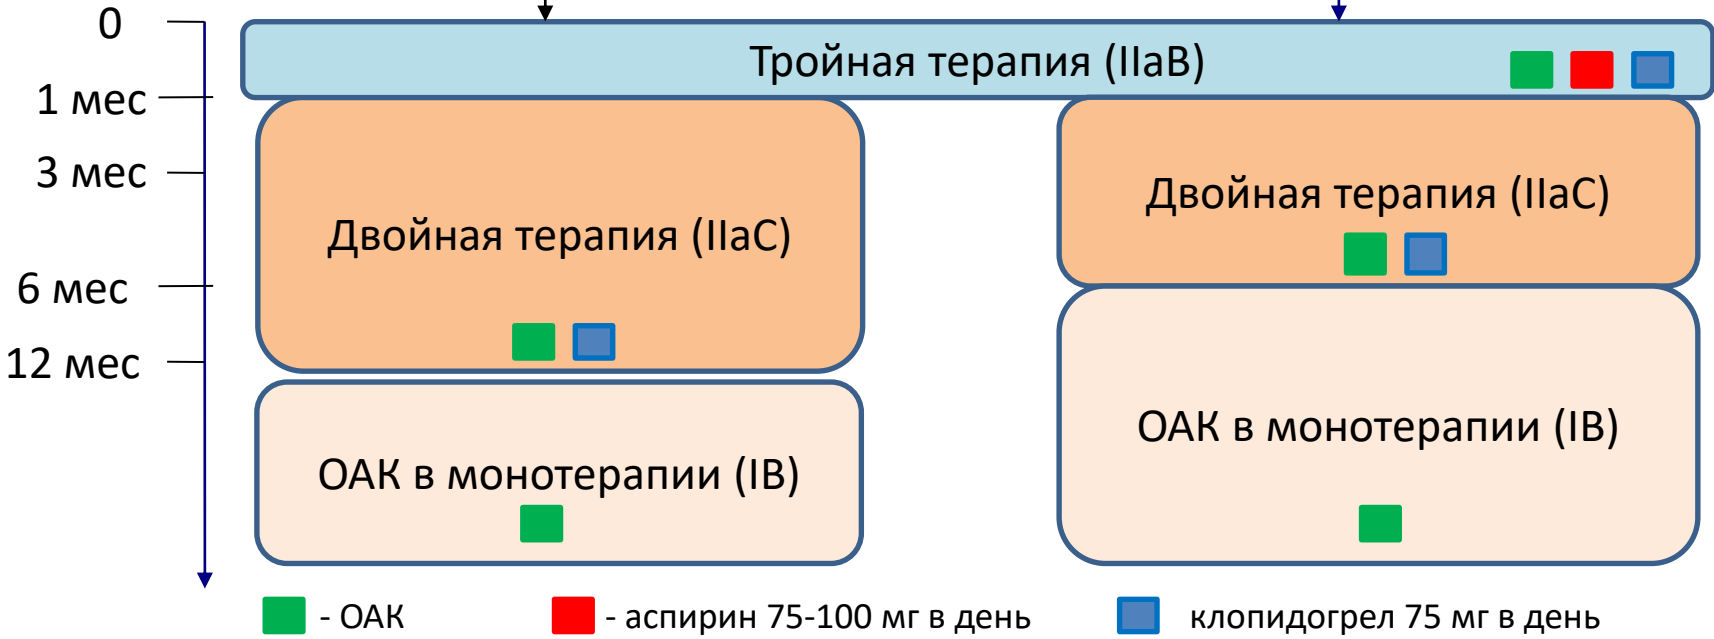 0
Тройная терапия (IIaB)
1 мес
3 мес
Двойная терапия (IIaC)
Двойная терапия (IIaC)
6 мес
12 мес
ОАК в монотерапии (IB)
ОАК в монотерапии (IB)
- ОАК - аспирин 75-100 мг в день клопидогрел 75 мг в день